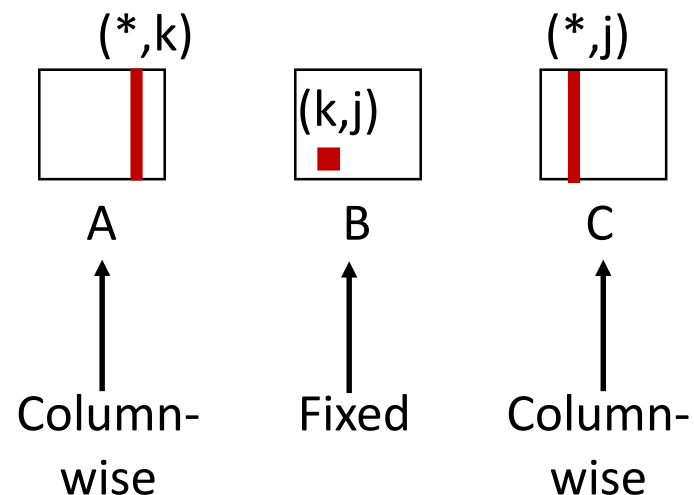 (*,k)
(*,j)
(k,j)
A
B
C
Column-
wise
Fixed
Column-
wise